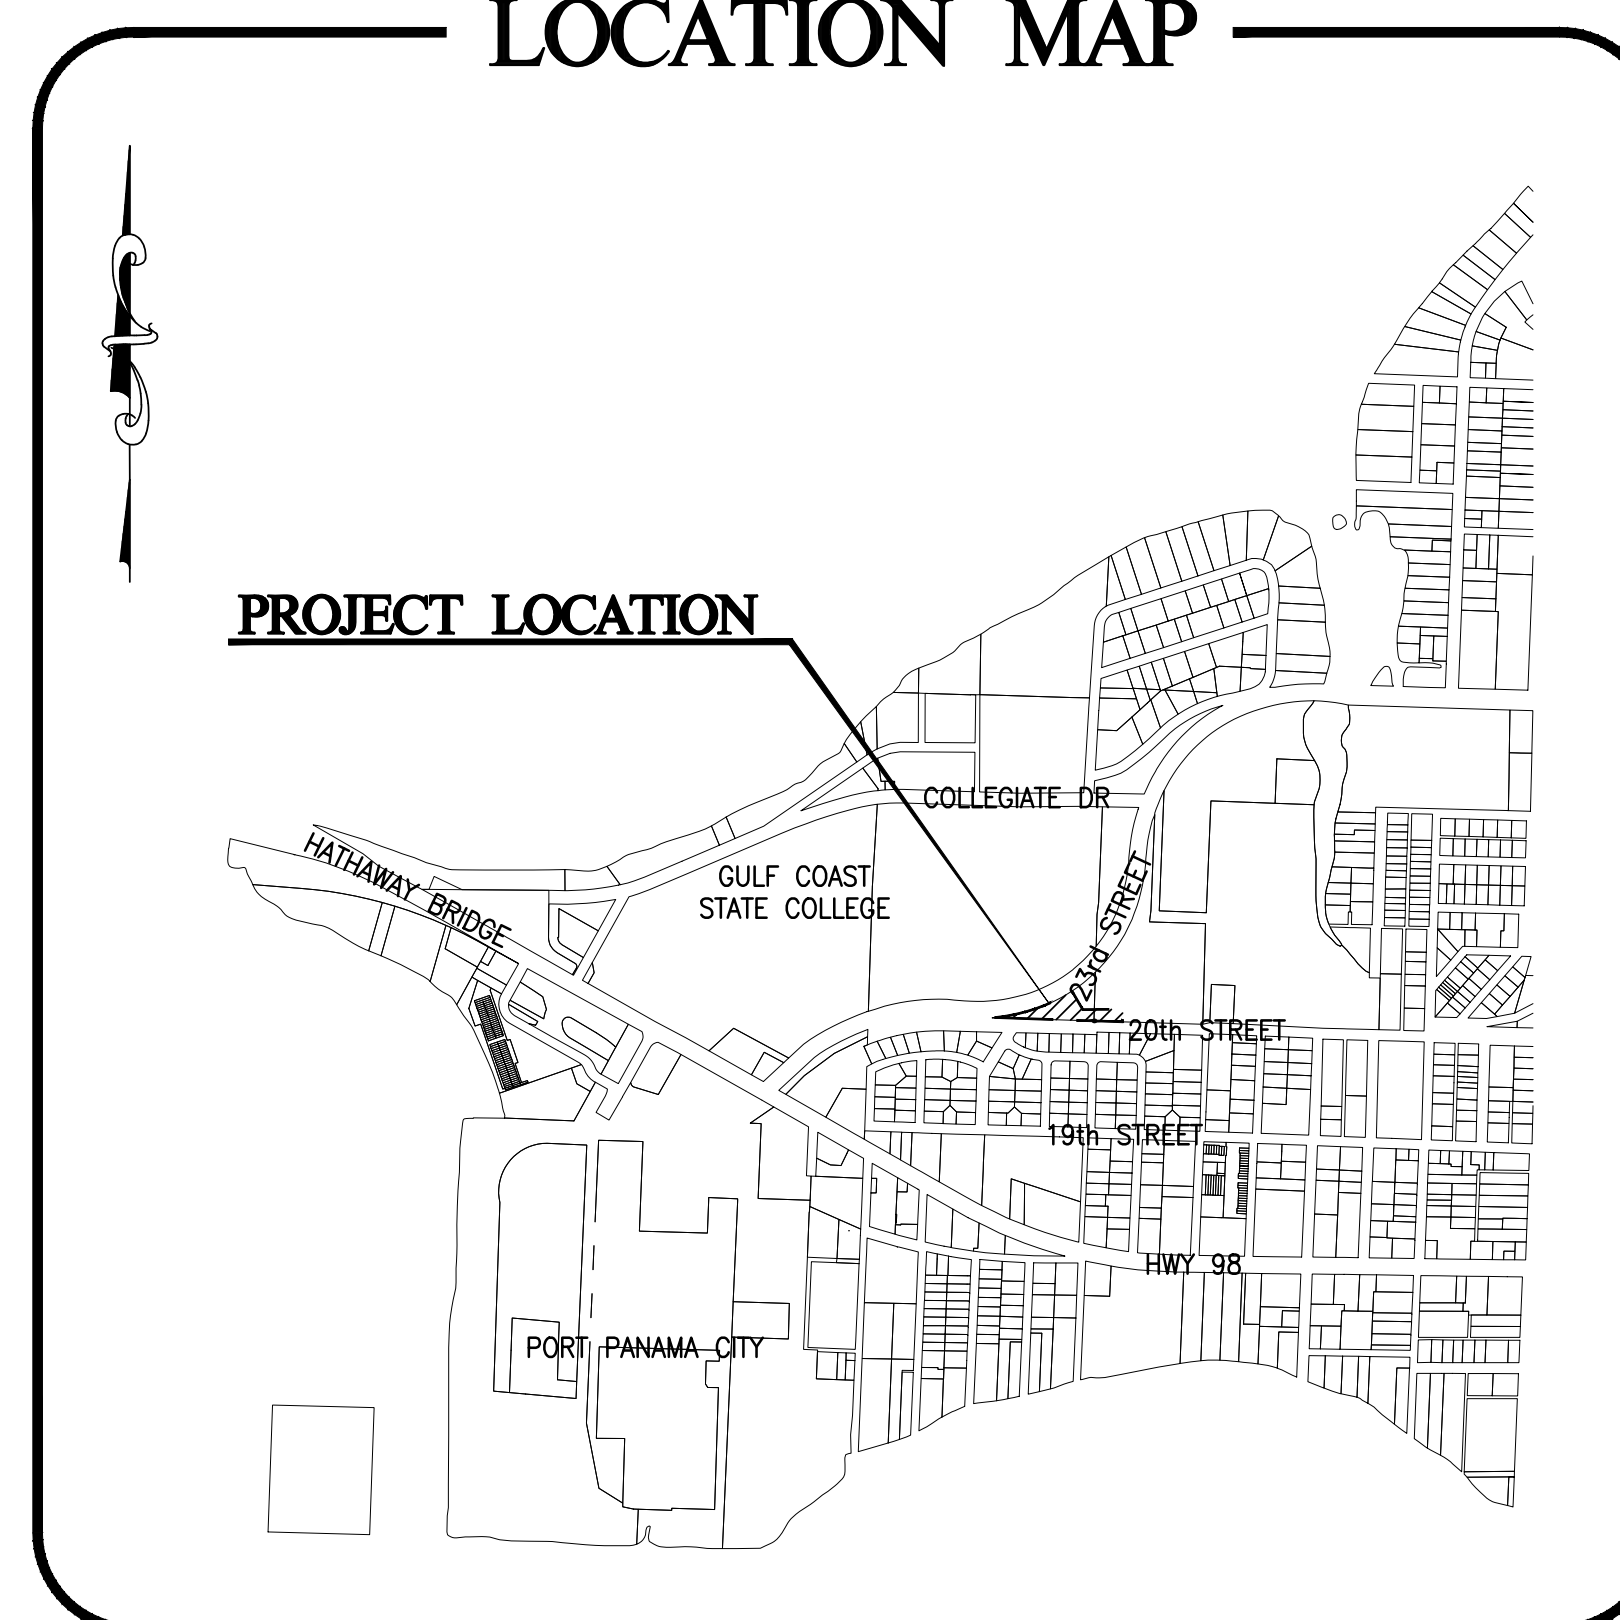 LOCATION MAP
PROJECT LOCATION
COLLEGIATE DR
HATHAWAY BRIDGE
GULF COAST
STATE COLLEGE
23rd STREET
20th STREET
19th STREET
HWY 98
PORT PANAMA CITY